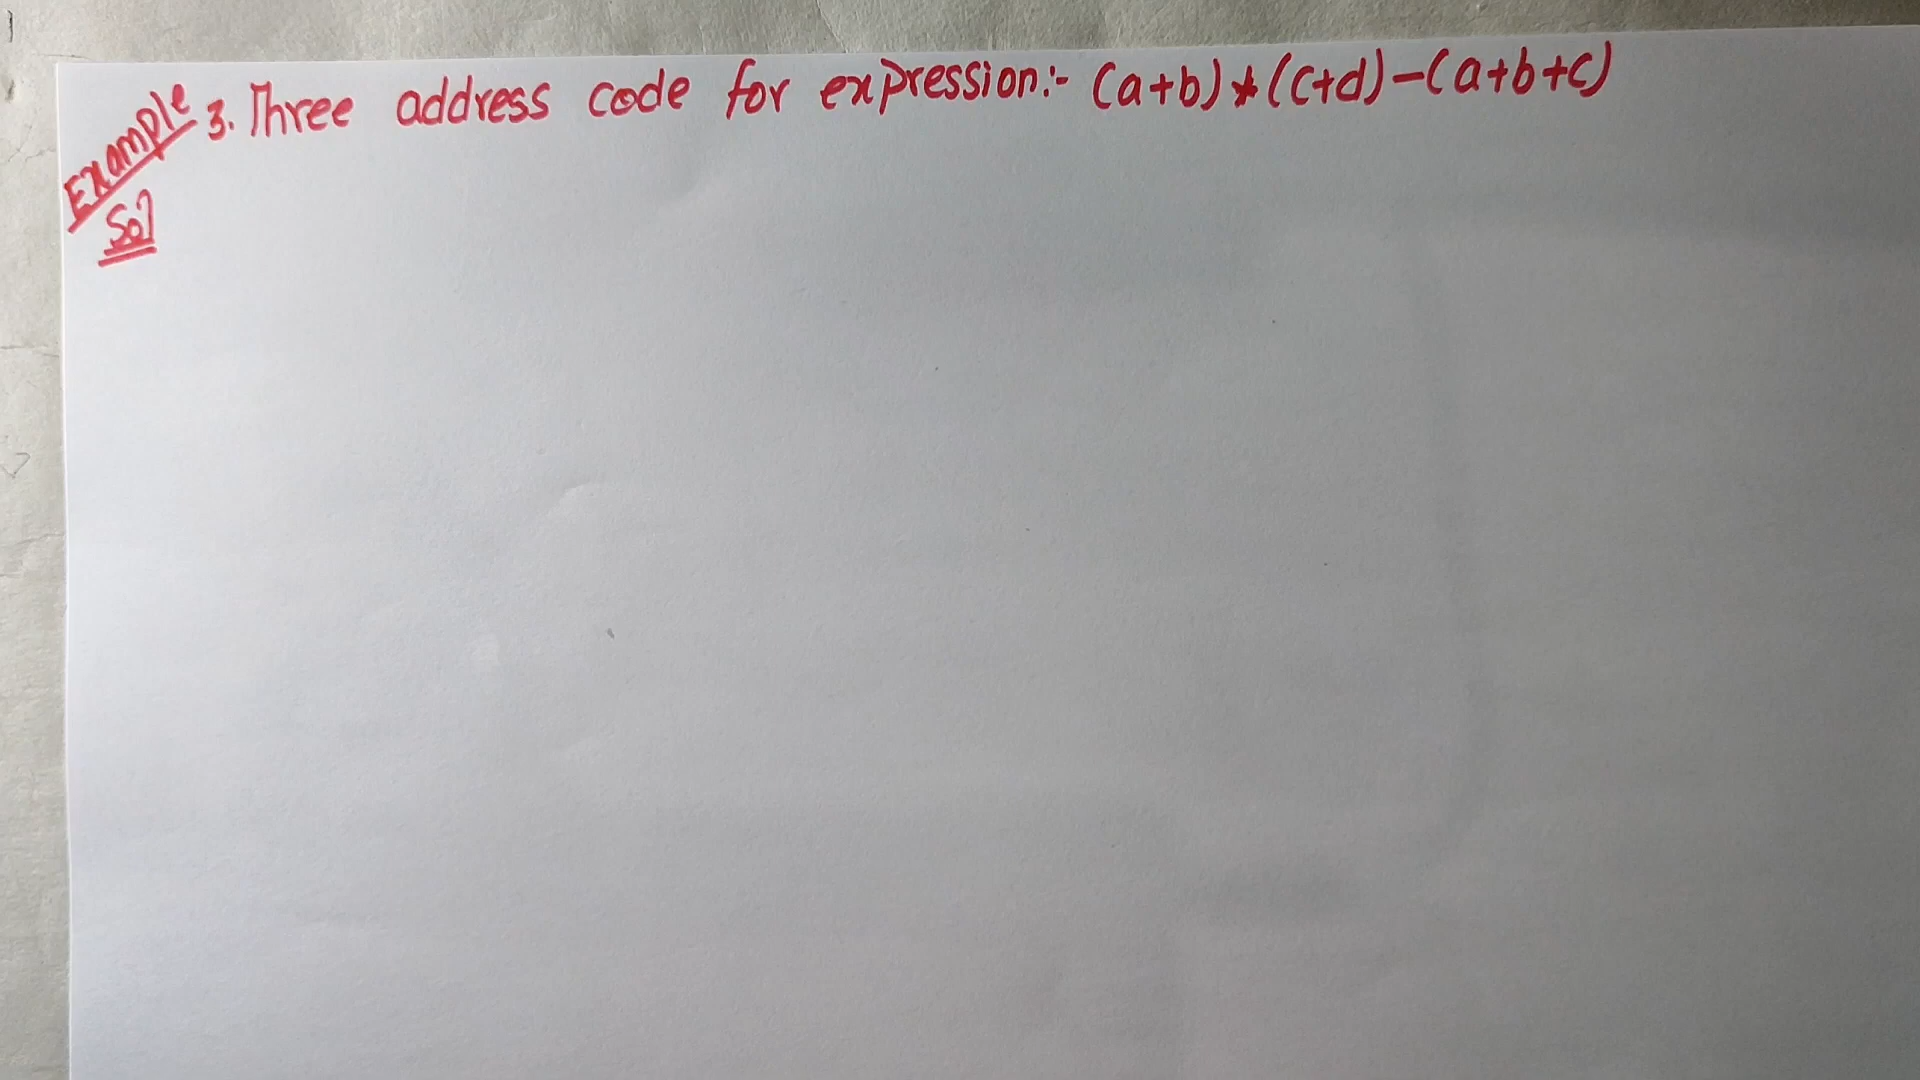 Example 3. Three address code for expression:- (a+b)*(c+d)-(a+b+c)
Sol